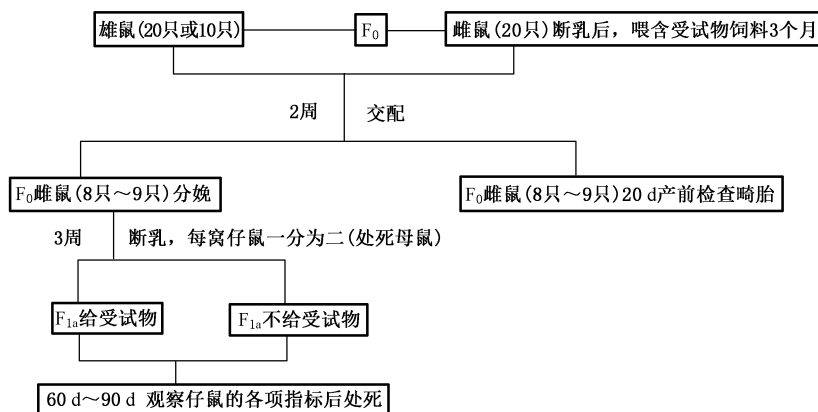 雄鼠(20只或10只)
F₀
雌鼠(20只)断乳后，喂含受试物饲料3个月
2周 交配
F₀雌鼠(8只～9只)分娩
F₀雌鼠(8只～9只)20 d产前检查畸胎
3周 断乳，每窝仔鼠一分为二(处死母鼠)
F₁ₐ给受试物
F₁ₐ不给受试物
60 d～90 d 观察仔鼠的各项指标后处死